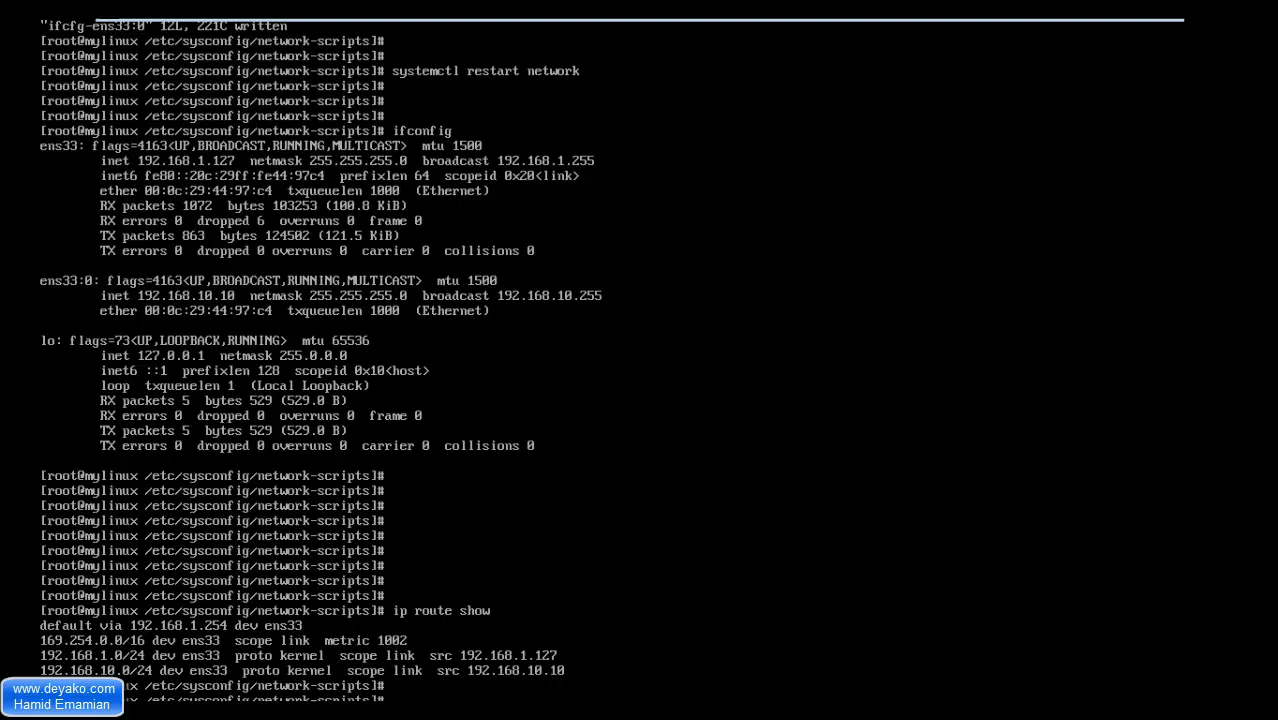 "ifcfg-ens33:0" 12L, 221C written
[root@mylinux /etc/sysconfig/network-scripts]#
[root@mylinux /etc/sysconfig/network-scripts]#
[root@mylinux /etc/sysconfig/network-scripts]# systemctl restart network
[root@mylinux /etc/sysconfig/network-scripts]#
[root@mylinux /etc/sysconfig/network-scripts]#
[root@mylinux /etc/sysconfig/network-scripts]#
[root@mylinux /etc/sysconfig/network-scripts]# ifconfig
ens33: flags=4163<UP,BROADCAST,RUNNING,MULTICAST>  mtu 1500
        inet 192.168.1.127  netmask 255.255.255.0  broadcast 192.168.1.255
        inet6 fe80::20c:29ff:fe44:97c4  prefixlen 64  scopeid 0x20<link>
        ether 00:0c:29:44:97:c4  txqueuelen 1000  (Ethernet)
        RX packets 1072  bytes 103253 (100.8 KiB)
        RX errors 0  dropped 6  overruns 0  frame 0
        TX packets 863  bytes 124502 (121.5 KiB)
        TX errors 0  dropped 0 overruns 0  carrier 0  collisions 0
ens33:0: flags=4163<UP,BROADCAST,RUNNING,MULTICAST>  mtu 1500
        inet 192.168.10.10  netmask 255.255.255.0  broadcast 192.168.10.255
        ether 00:0c:29:44:97:c4  txqueuelen 1000  (Ethernet)
lo: flags=73<UP,LOOPBACK,RUNNING>  mtu 65536
        inet 127.0.0.1  netmask 255.0.0.0
        inet6 ::1  prefixlen 128  scopeid 0x10<host>
        loop  txqueuelen 1  (Local Loopback)
        RX packets 5  bytes 529 (529.0 B)
        RX errors 0  dropped 0  overruns 0  frame 0
        TX packets 5  bytes 529 (529.0 B)
        TX errors 0  dropped 0 overruns 0  carrier 0  collisions 0
[root@mylinux /etc/sysconfig/network-scripts]#
[root@mylinux /etc/sysconfig/network-scripts]#
[root@mylinux /etc/sysconfig/network-scripts]#
[root@mylinux /etc/sysconfig/network-scripts]#
[root@mylinux /etc/sysconfig/network-scripts]#
[root@mylinux /etc/sysconfig/network-scripts]#
[root@mylinux /etc/sysconfig/network-scripts]#
[root@mylinux /etc/sysconfig/network-scripts]#
[root@mylinux /etc/sysconfig/network-scripts]#
[root@mylinux /etc/sysconfig/network-scripts]# ip route show
default via 192.168.1.254 dev ens33
169.254.0.0/16 dev ens33  scope link  metric 1002
192.168.1.0/24 dev ens33  proto kernel  scope link  src 192.168.1.127
192.168.10.0/24 dev ens33  proto kernel  scope link  src 192.168.10.10
nux /etc/sysconfig/network-scripts]#
nux /etc/sysconfig/network-scripts]#
www.deyako.com
Hamid Emamian